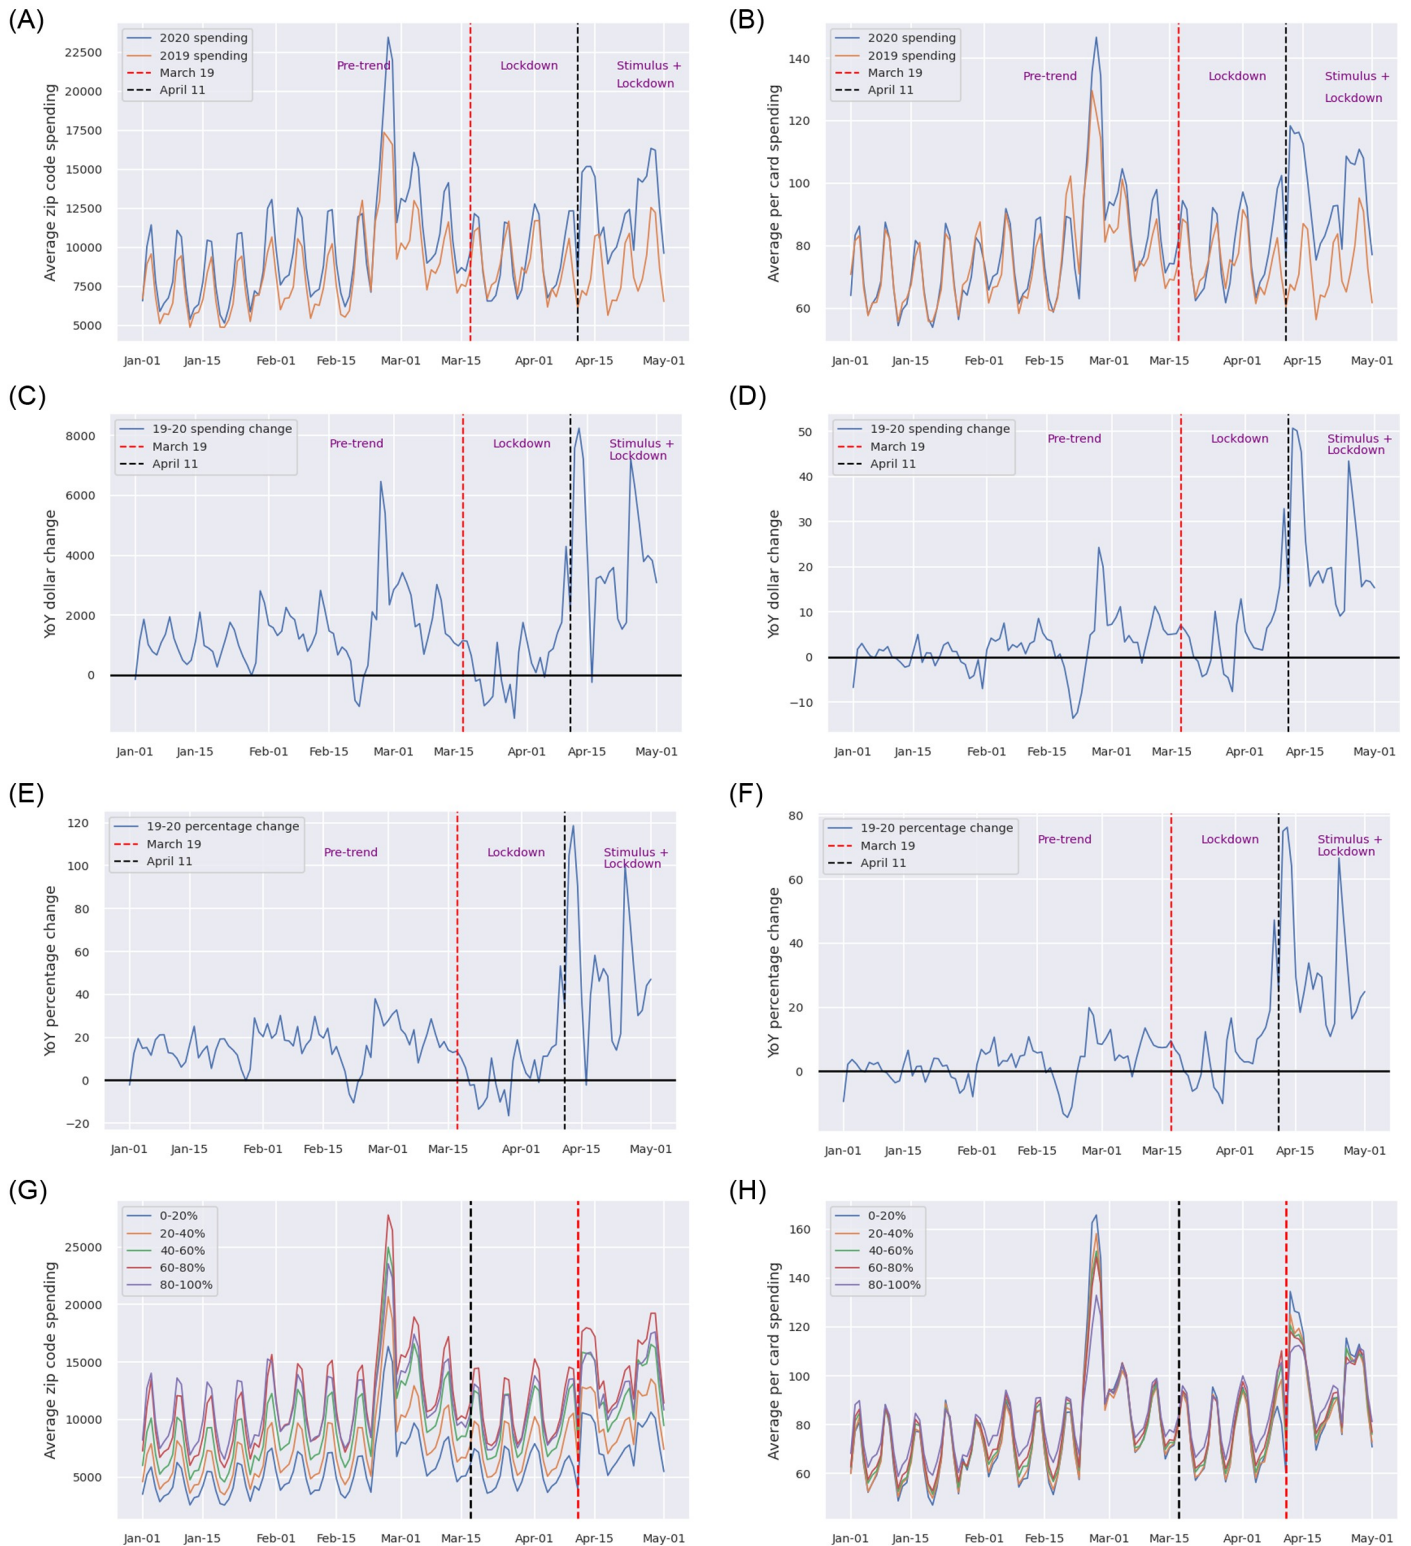 (A)
Average zip code spending
2020 spending
2019 spending
March 19
April 11
Pre-trend
Lockdown
Stimulus +
Lockdown
22500
20000
17500
15000
12500
10000
7500
5000
Jan-01 Jan-15 Feb-01 Feb-15 Mar-01 Mar-15 Apr-01 Apr-15 May-01
(B)
Average per card spending
2020 spending
2019 spending
March 19
April 11
Pre-trend
Lockdown
Stimulus +
Lockdown
140
120
100
80
60
Jan-01 Jan-15 Feb-01 Feb-15 Mar-01 Mar-15 Apr-01 Apr-15 May-01
(C)
YoY dollar change
19-20 spending change
March 19
April 11
Pre-trend
Lockdown
Stimulus +
Lockdown
8000
6000
4000
2000
0
Jan-01 Jan-15 Feb-01 Feb-15 Mar-01 Mar-15 Apr-01 Apr-15 May-01
(D)
YoY dollar change
19-20 spending change
March 19
April 11
Pre-trend
Lockdown
Stimulus +
Lockdown
50
40
30
20
10
0
−10
Jan-01 Jan-15 Feb-01 Feb-15 Mar-01 Mar-15 Apr-01 Apr-15 May-01
(E)
YoY percentage change
19-20 percentage change
March 19
April 11
Pre-trend
Lockdown
Stimulus +
Lockdown
120
100
80
60
40
20
0
−20
Jan-01 Jan-15 Feb-01 Feb-15 Mar-01 Mar-15 Apr-01 Apr-15 May-01
(F)
YoY percentage change
19-20 percentage change
March 19
April 11
Pre-trend
Lockdown
Stimulus +
Lockdown
80
60
40
20
0
Jan-01 Jan-15 Feb-01 Feb-15 Mar-01 Mar-15 Apr-01 Apr-15 May-01
(G)
Average zip code spending
0-20%
20-40%
40-60%
60-80%
80-100%
25000
20000
15000
10000
5000
Jan-01 Jan-15 Feb-01 Feb-15 Mar-01 Mar-15 Apr-01 Apr-15 May-01
(H)
Average per card spending
0-20%
20-40%
40-60%
60-80%
80-100%
160
140
120
100
80
60
Jan-01 Jan-15 Feb-01 Feb-15 Mar-01 Mar-15 Apr-01 Apr-15 May-01